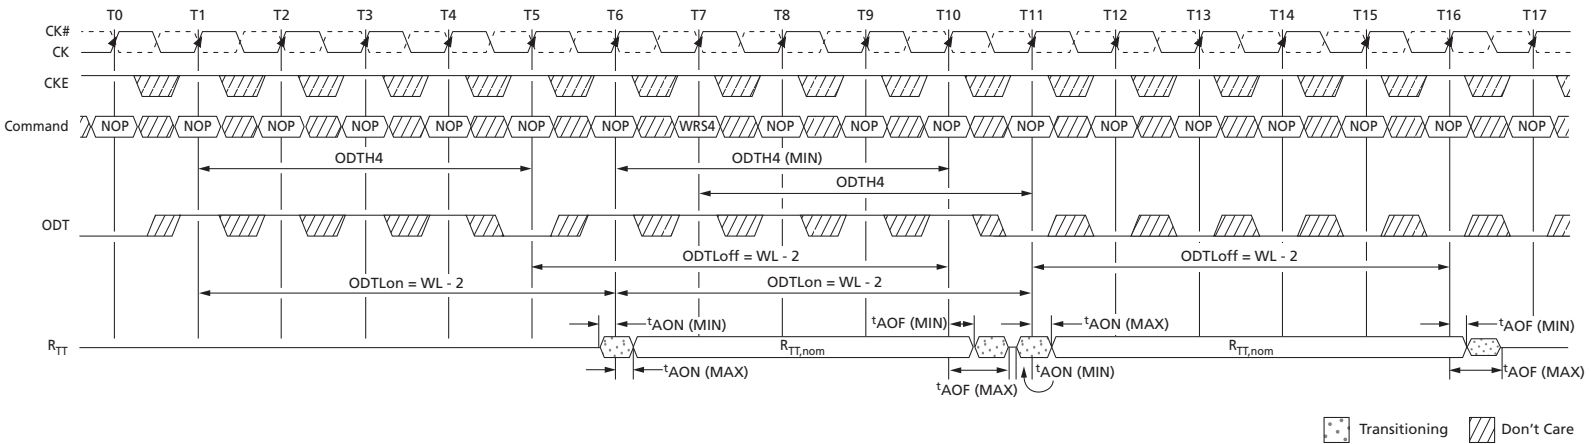 T0 T1 T2 T3 T4 T5 T6 T7 T8 T9 T10 T11 T12 T13 T14 T15 T16 T17
CK#
CK
CKE
Command NOP NOP NOP NOP NOP NOP NOP WRS4 NOP NOP NOP NOP NOP NOP NOP NOP NOP NOP
ODTH4 ODTH4 (MIN)
ODTH4
ODT
ODTLoff = WL - 2 ODTLoff = WL - 2
ODTLon = WL - 2 ODTLon = WL - 2
tAON (MIN) tAOF (MIN) tAON (MAX) tAOF (MIN)
RTT RTT,nom RTT,nom
tAON (MAX) tAON (MIN) tAOF (MAX)
tAOF (MAX)
Transitioning Don't Care